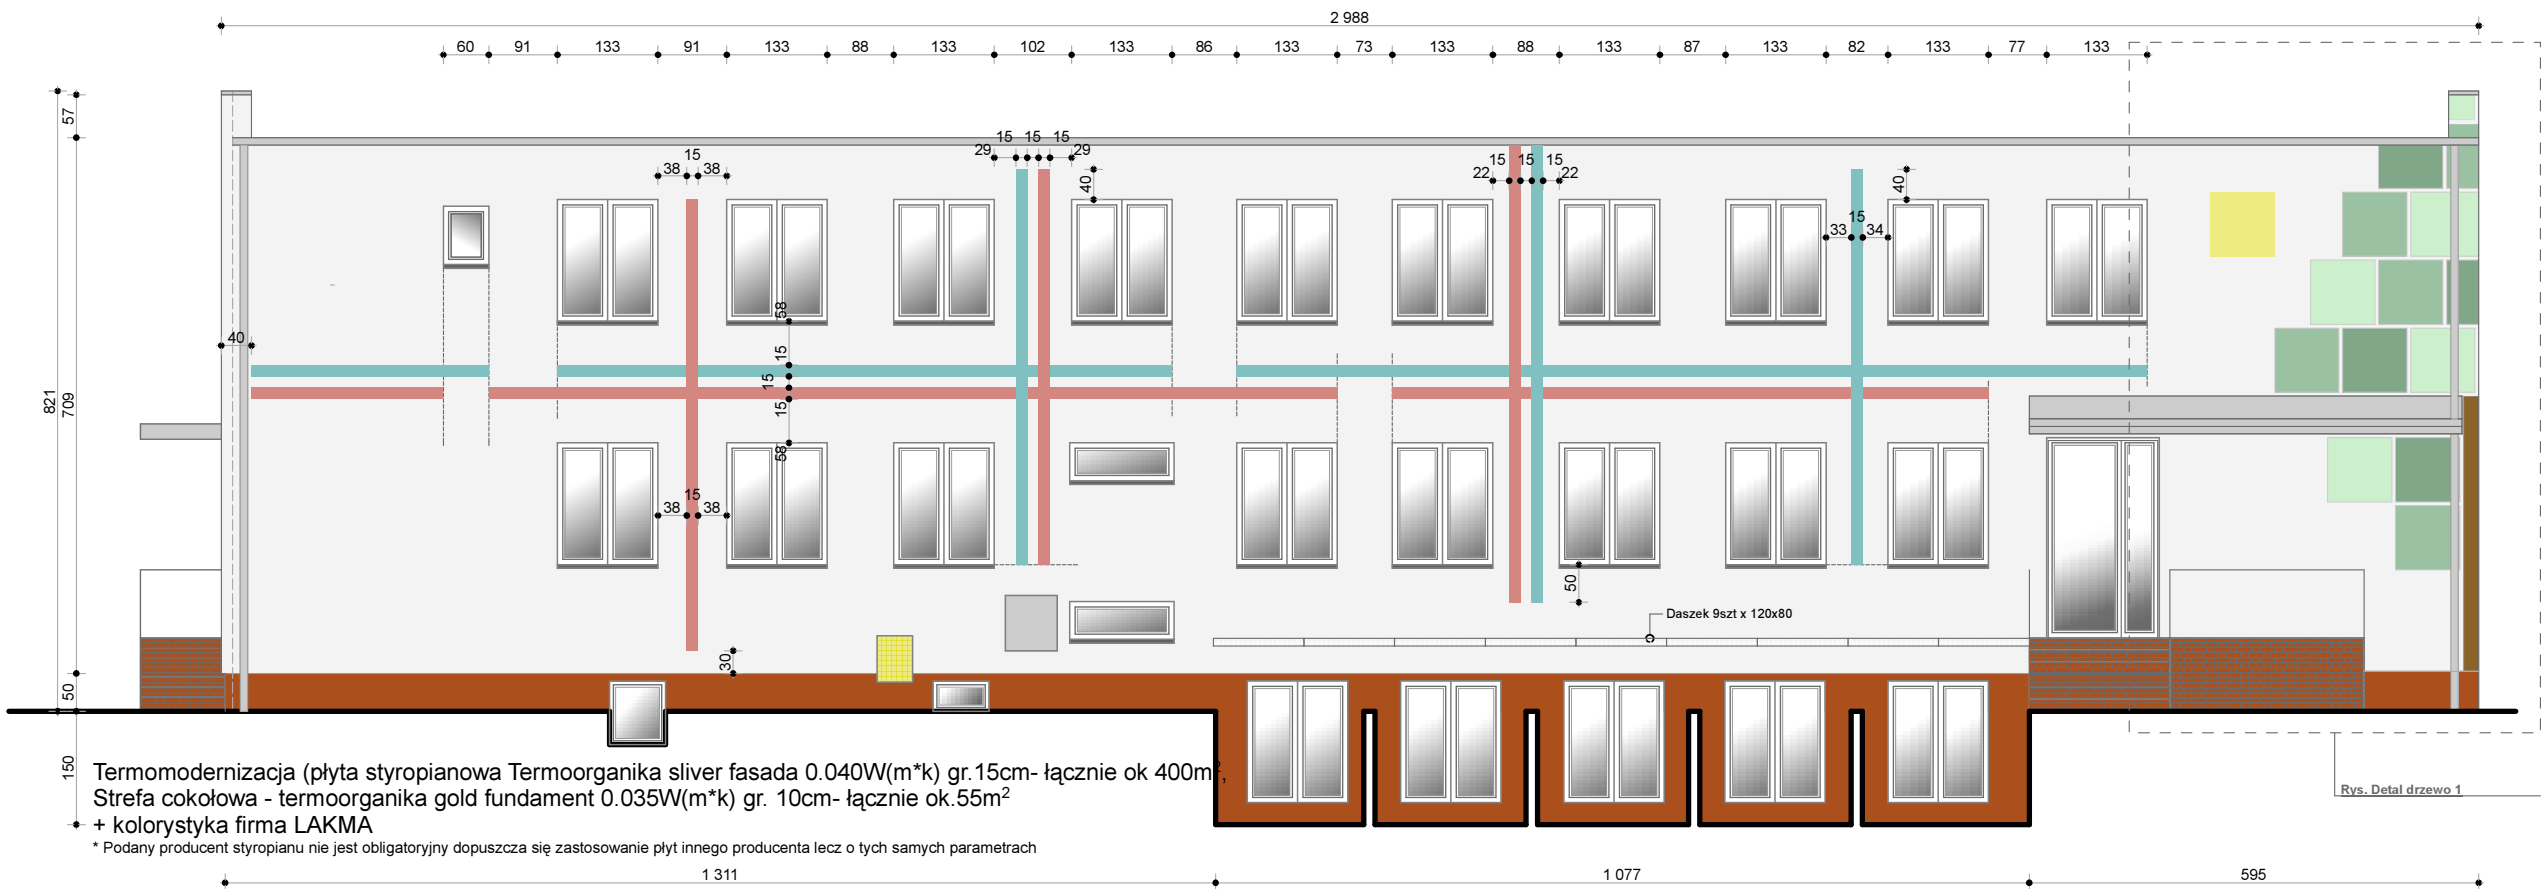 2 988
60 91 133 91 133 88 133 102 133 86 133 73 133 88 133 87 133 82 133 77 133
57
15 15 15
29 29
15
38 38
40
15 15 15
22 22
40
15
33 34
58
40
15
15
15
58
821
709
15
38 38
50
Daszek 9szt x 120x80
30
50
150
Termomodernizacja (płyta styropianowa Termoorganika sliver fasada 0.040W(m*k) gr.15cm- łącznie ok 400m²,
Strefa cokołowa - termoorganika gold fundament 0.035W(m*k) gr. 10cm- łącznie ok.55m²
+ kolorystyka firma LAKMA
* Podany producent styropianu nie jest obligatoryjny dopuszcza się zastosowanie płyt innego producenta lecz o tych samych parametrach
Rys. Detal drzewo 1
1 311 1 077 595